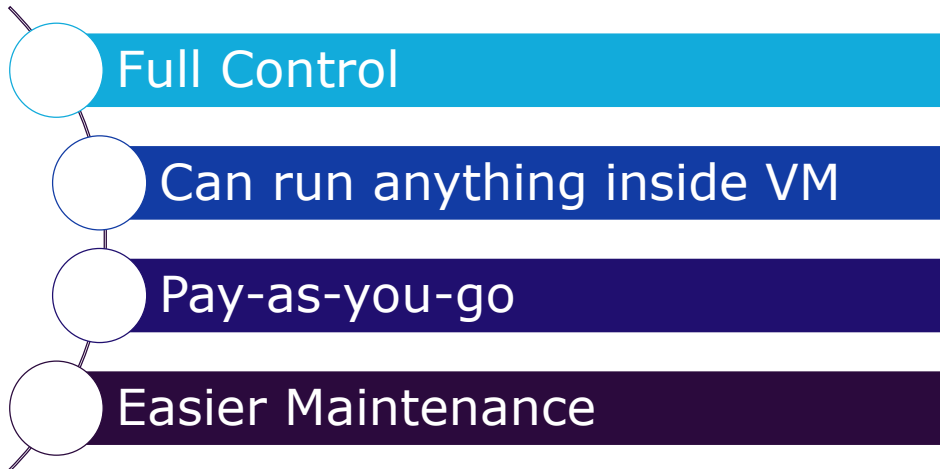 Full Control
Can run anything inside VM
Pay-as-you-go
Easier Maintenance